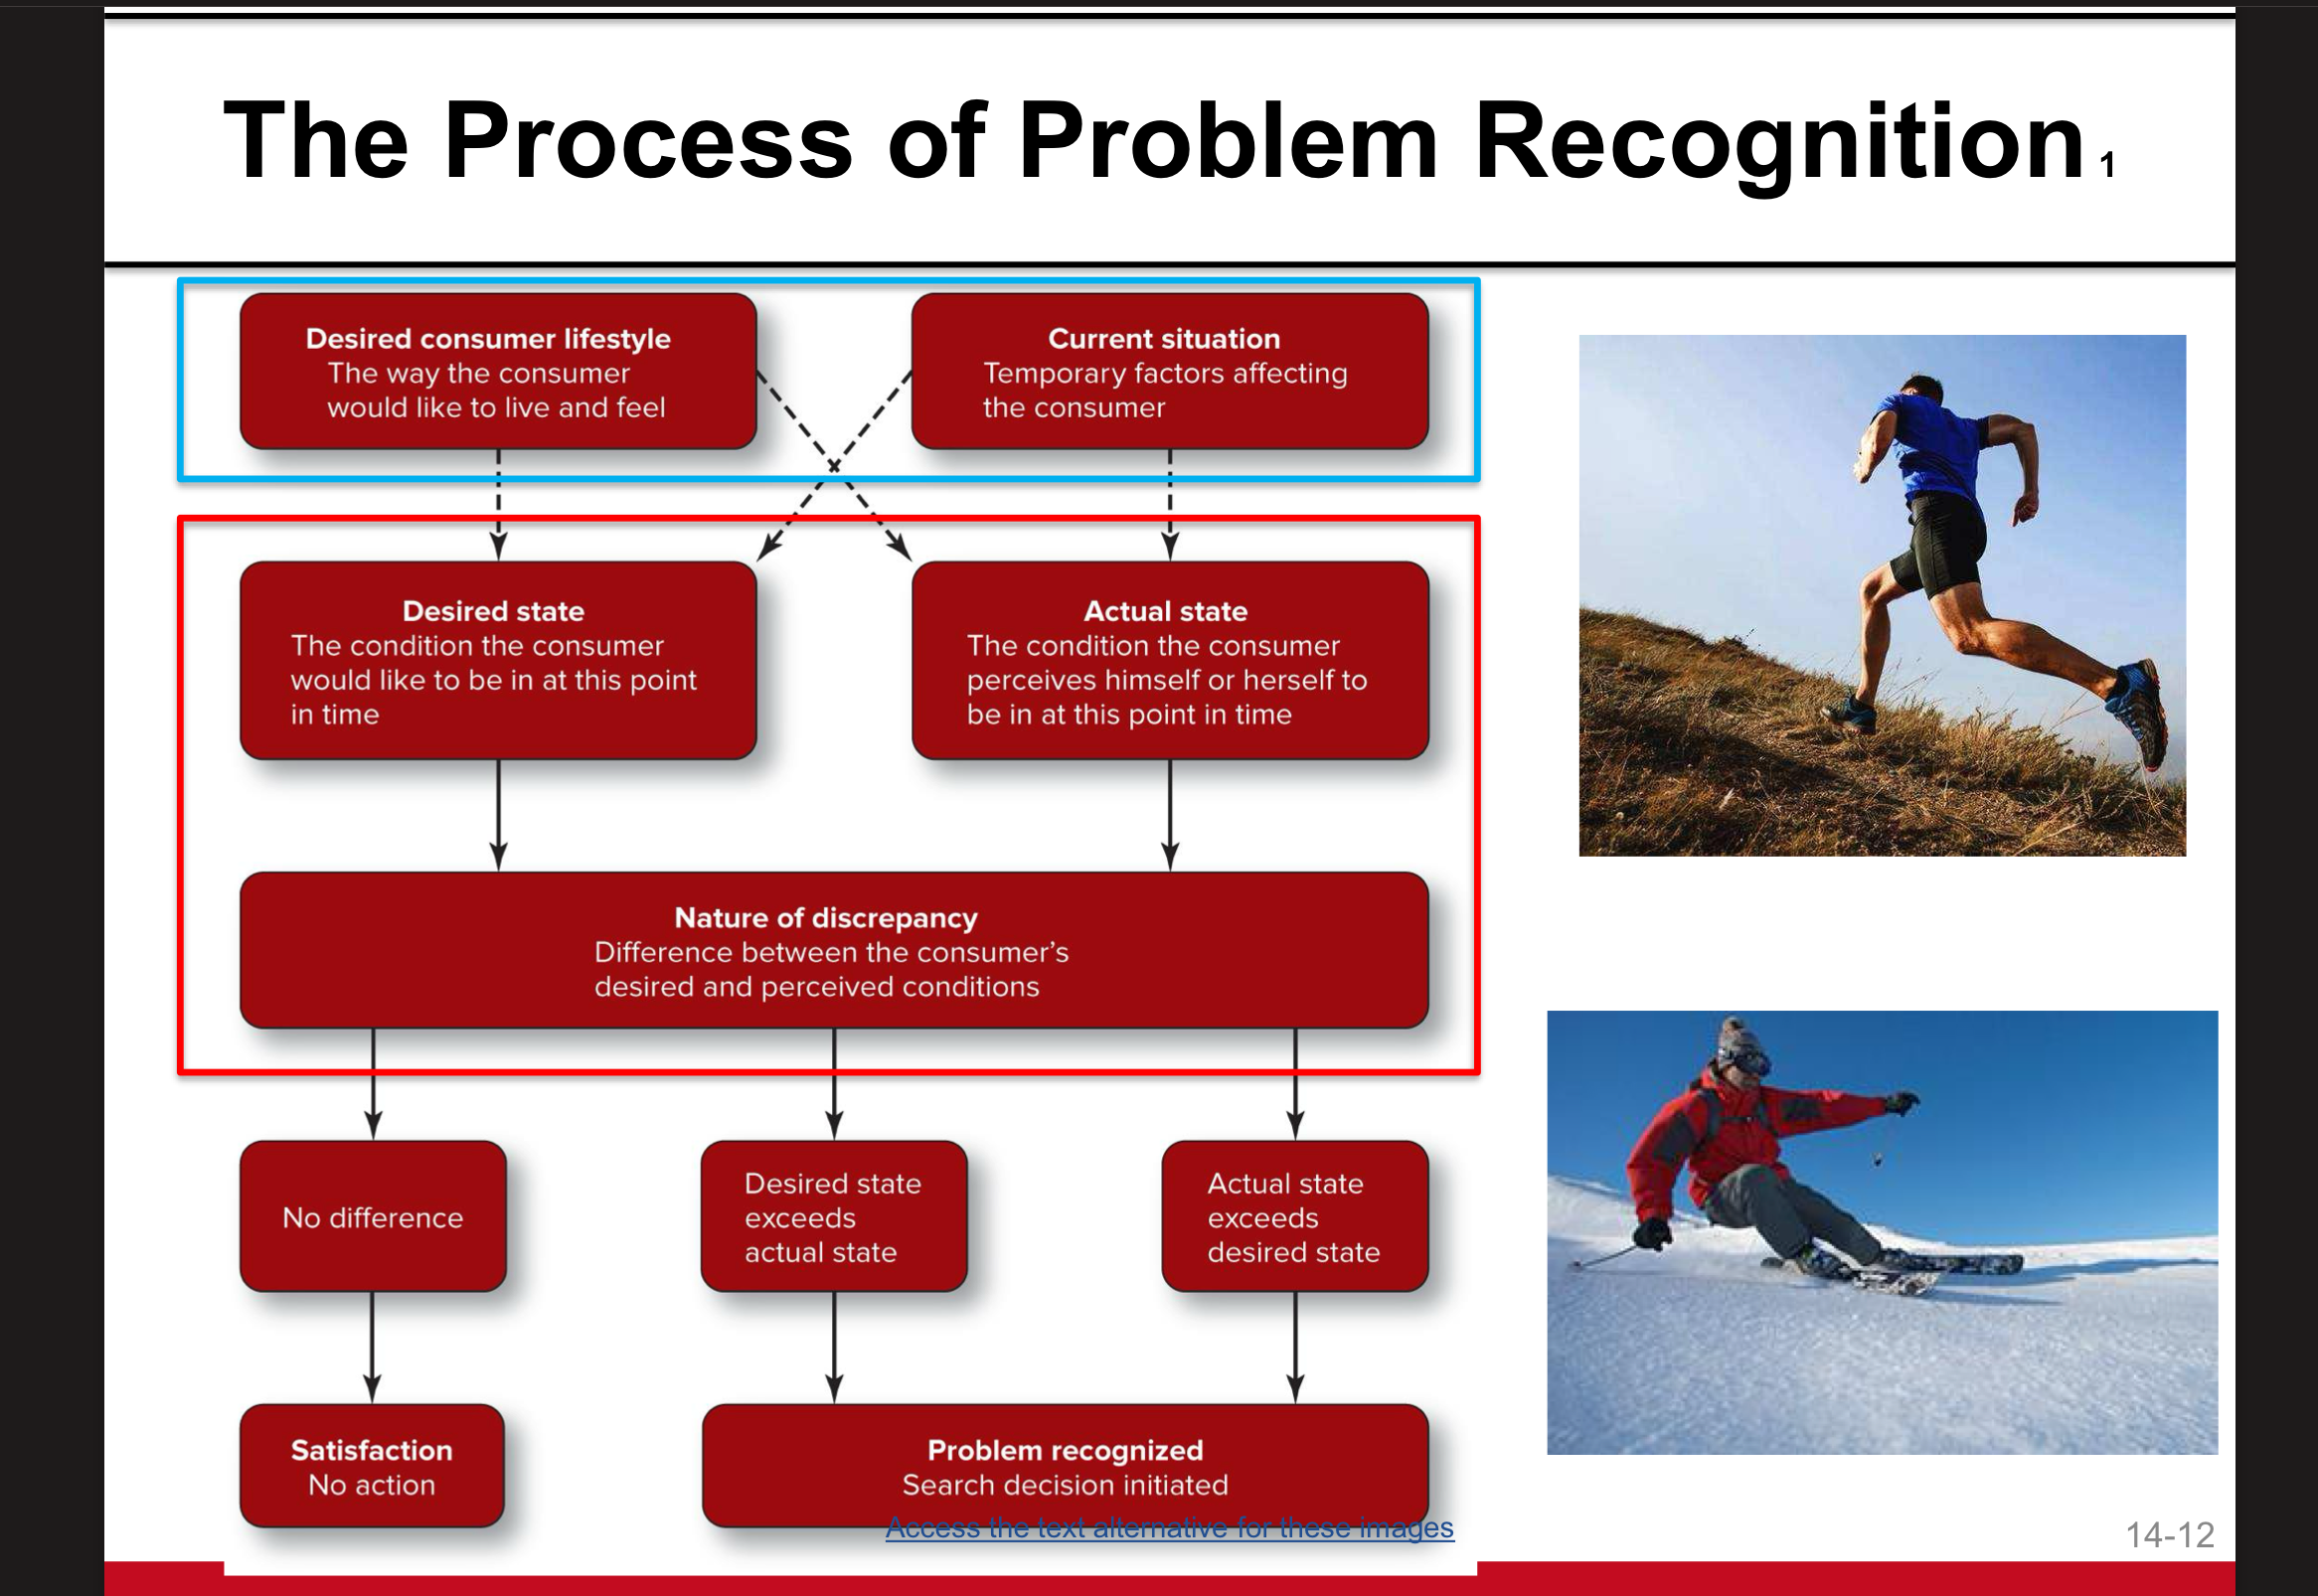 The Process of Problem Recognition 1
Desired consumer lifestyle
The way the consumer
would like to live and feel
Current situation
Temporary factors affecting
the consumer
Desired state
The condition the consumer
would like to be in at this point
in time
Actual state
The condition the consumer
perceives himself or herself to
be in at this point in time
Nature of discrepancy
Difference between the consumer's
desired and perceived conditions
No difference
Desired state
exceeds
actual state
Actual state
exceeds
desired state
Satisfaction
No action
Problem recognized
Search decision initiated
Access the text alternative for these images
14-12